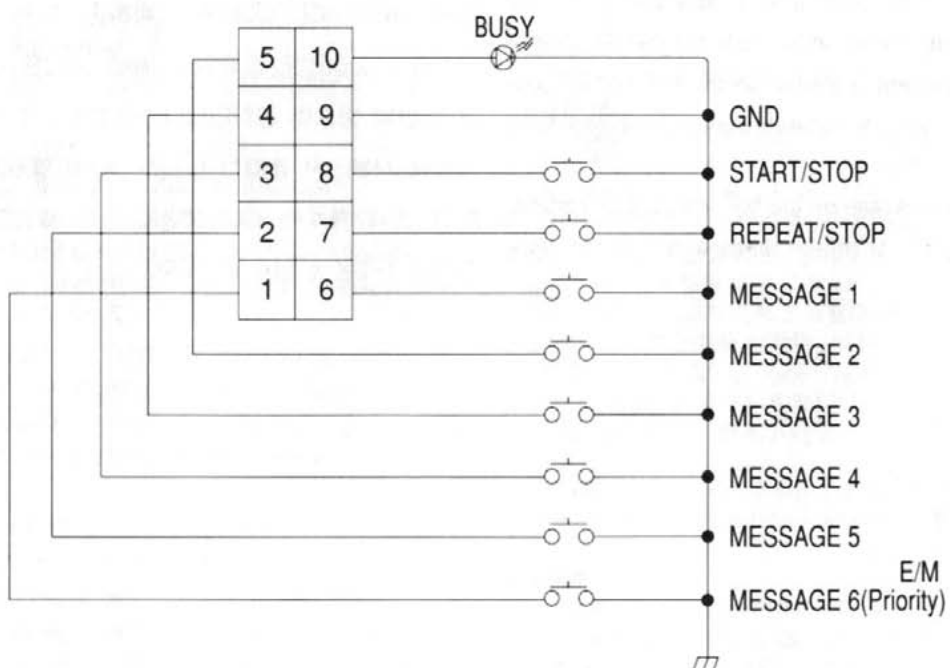 BUSY
5 10
4 9
3 8
2 7
1 6
GND
START/STOP
REPEAT/STOP
MESSAGE 1
MESSAGE 2
MESSAGE 3
MESSAGE 4
MESSAGE 5
E/M
MESSAGE 6(Priority)